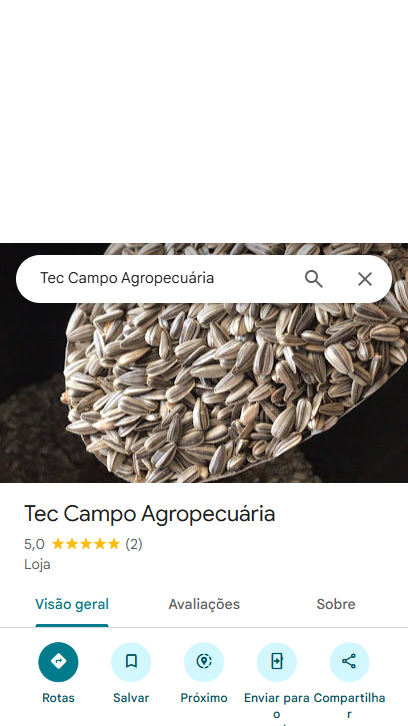 Tec Campo Agropecuária
Tec Campo Agropecuária
5,0 (2)
Loja
Visão geral Avaliações Sobre
Rotas Salvar Próximo Enviar para Compartilha
o r